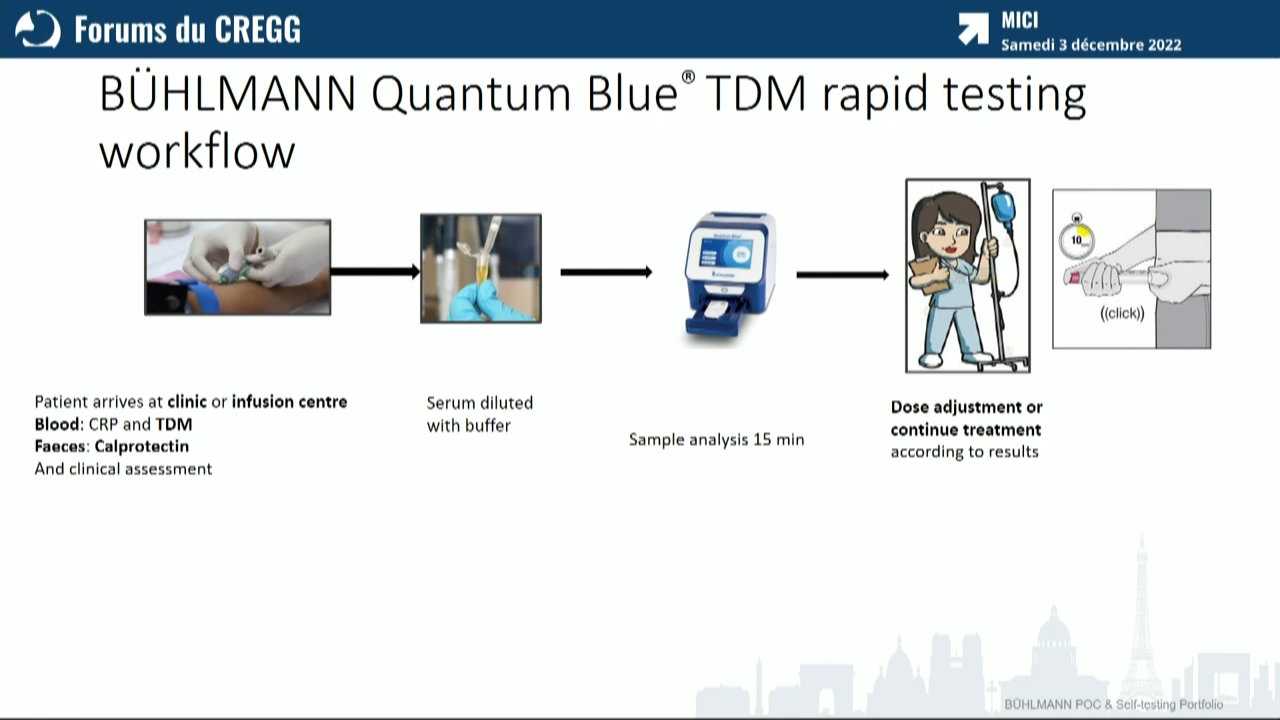 Forums du CREGG
MICI
Samedi 3 décembre 2022
BÜHLMANN Quantum Blue® TDM rapid testing
workflow
10
((click))
Patient arrives at clinic or infusion centre
Blood: CRP and TDM
Faeces: Calprotectin
And clinical assessment
Serum diluted
with buffer
Sample analysis 15 min
Dose adjustment or
continue treatment
according to results
BÜHLMANN POC & Self-testing Portfolio